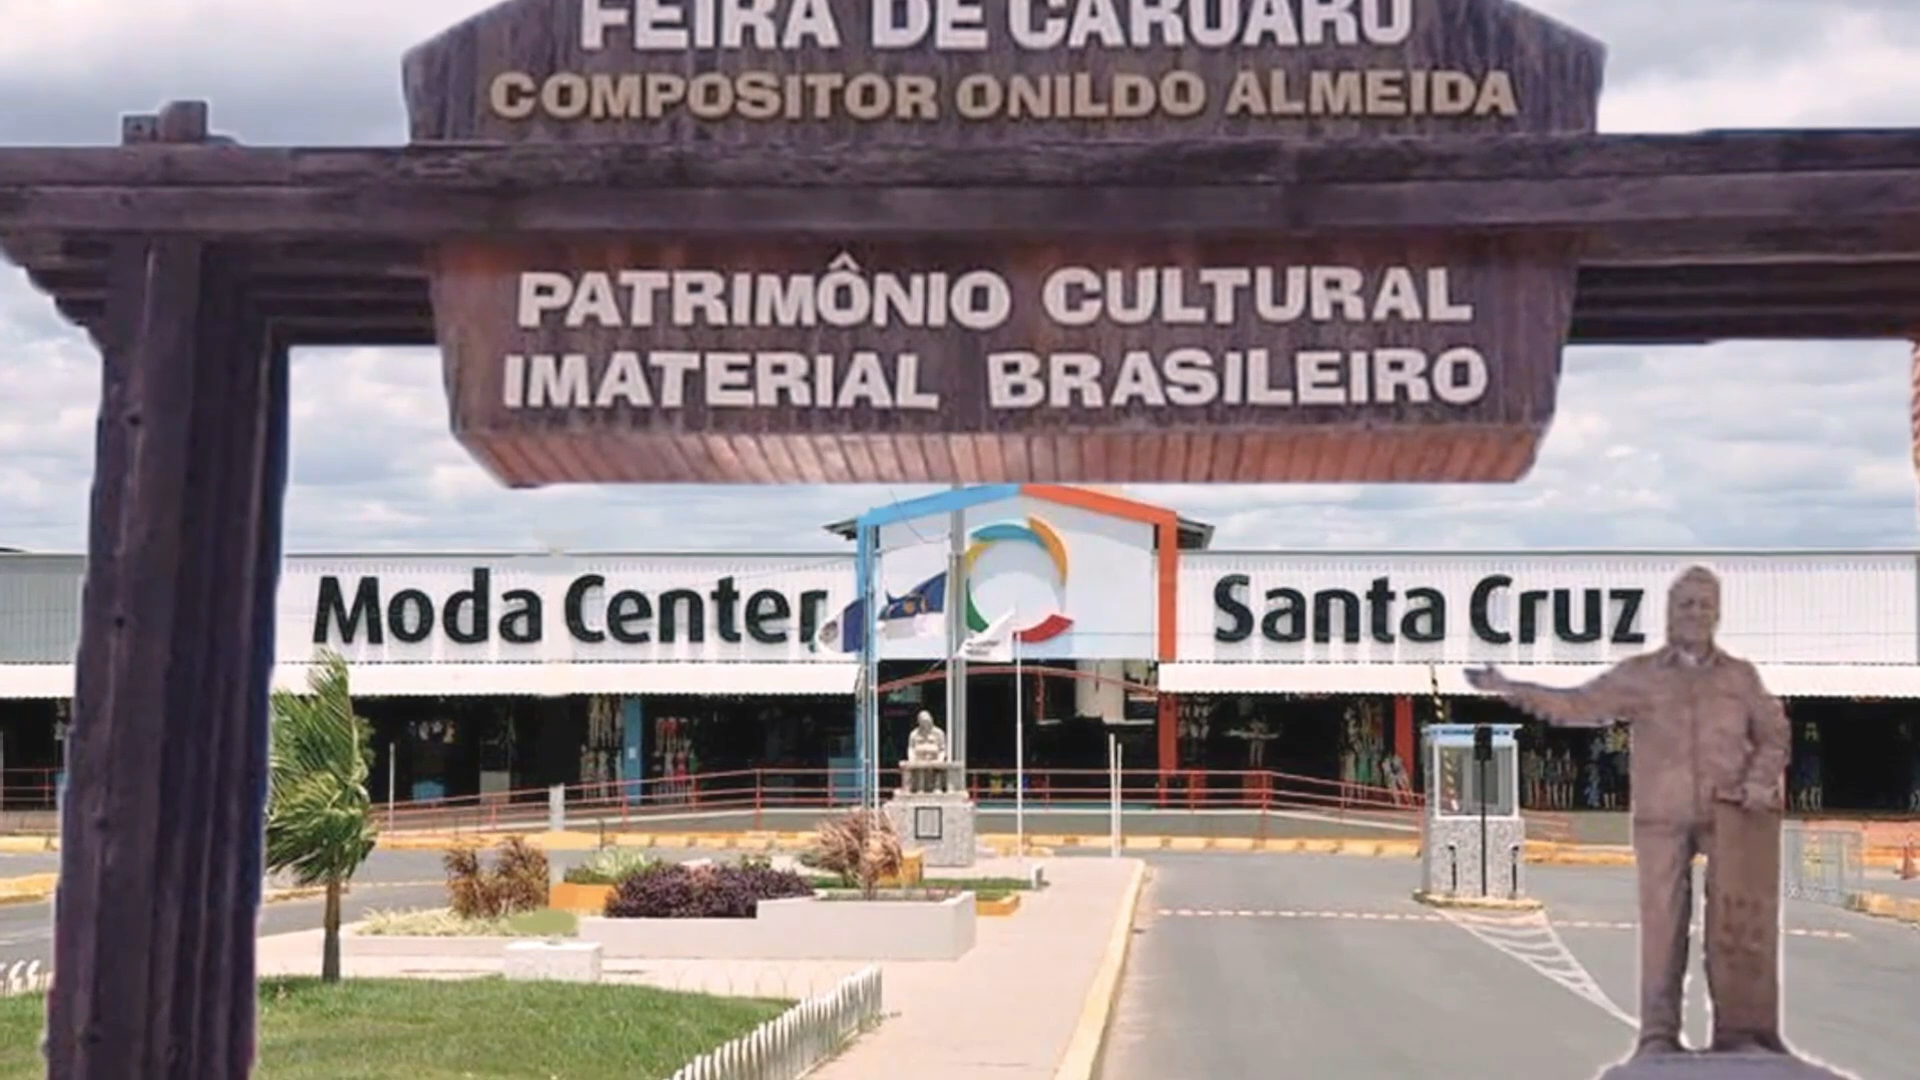 FEIRA DE CARUARU
COMPOSITOR ONILDO ALMEIDA
PATRIMÔNIO CULTURAL
IMATERIAL BRASILEIRO
Moda Center Santa Cruz